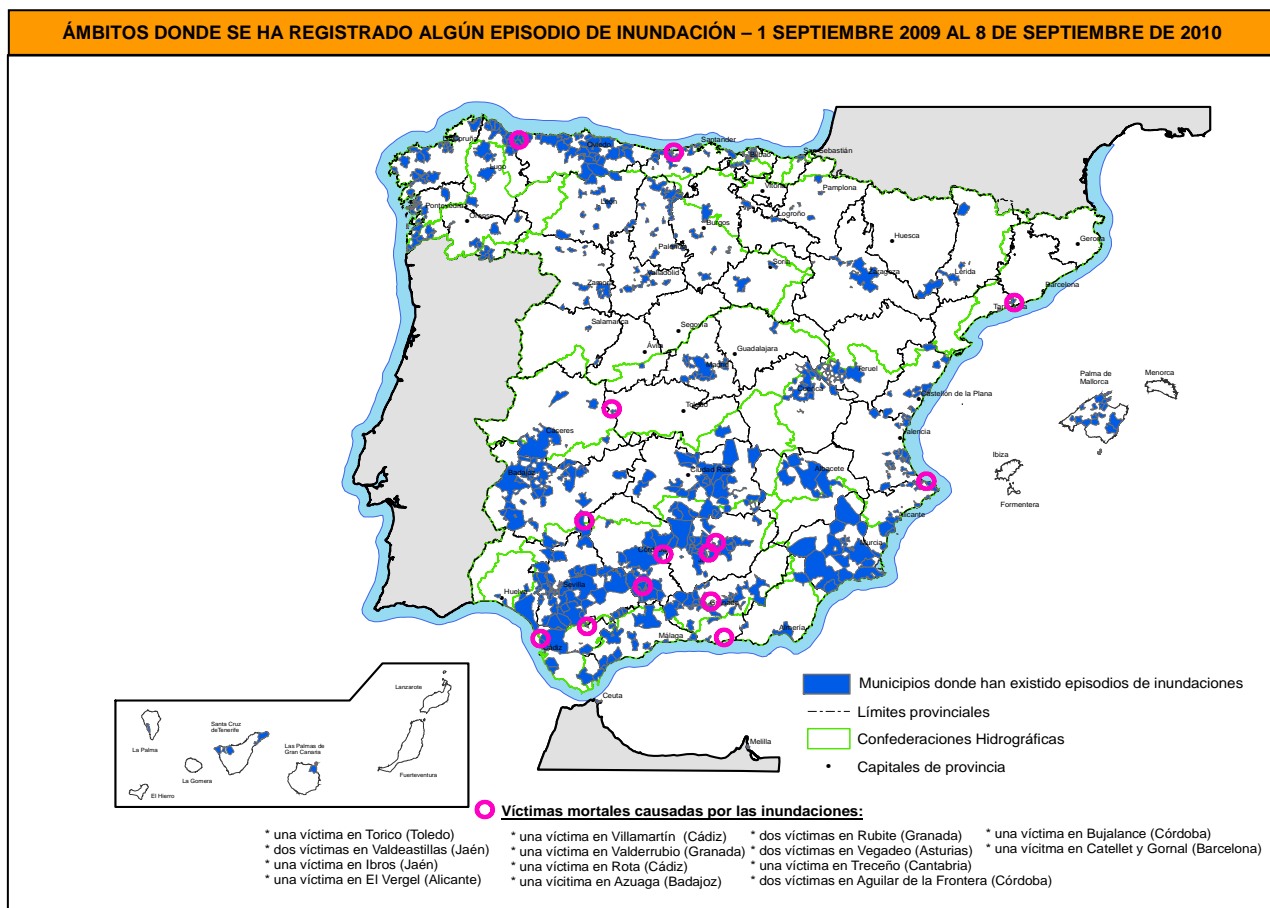 ÁMBITOS DONDE SE HA REGISTRADO ALGÚN EPISODIO DE INUNDACIÓN – 1 SEPTIEMBRE 2009 AL 8 DE SEPTIEMBRE DE 2010
Santander
Oviedo
Bilbao
San Sebastián
Lugo
Vitoria
Pamplona
León
Pontevedra
Orense
Logroño
Burgos
Huesca
Gerona
Palencia
Soria
Valladolid
Zaragoza
Lérida
Zamora
Barcelona
Tarragona
Salamanca
Segovia
Ávila
Guadalajara
Madrid
Teruel
Palma de
Mallorca
Menorca
Cuenca
Castellón de la Plana
Toledo
Cáceres
Valencia
Ibiza
Badajoz
Ciudad Real
Albacete
Formentera
Alicante
Murcia
Córdoba
Sevilla
Huelva
Granada
Almería
Málaga
Cádiz
Ceuta
Melilla
Lanzarote
La Palma
Santa Cruz
deTenerife
Las Palmas de
Gran Canaria
La Gomera
Fuerteventura
El Hierro
Municipios donde han existido episodios de inundaciones
Límites provinciales
Confederaciones Hidrográficas
Capitales de provincia
Víctimas mortales causadas por las inundaciones:
* una víctima en Torico (Toledo)
* dos víctimas en Valdeastillas (Jaén)
* una víctima en Ibros (Jaén)
* una víctima en El Vergel (Alicante)
* una víctima en Villamartín (Cádiz)
* una víctima en Valderrubio (Granada)
* una víctima en Rota (Cádiz)
* una vícitima en Azuaga (Badajoz)
* dos víctimas en Rubite (Granada)
* dos víctimas en Vegadeo (Asturias)
* una víctima en Treceño (Cantabria)
* dos víctimas en Aguilar de la Frontera (Córdoba)
* una víctima en Bujalance (Córdoba)
* una vícitma en Catellet y Gornal (Barcelona)